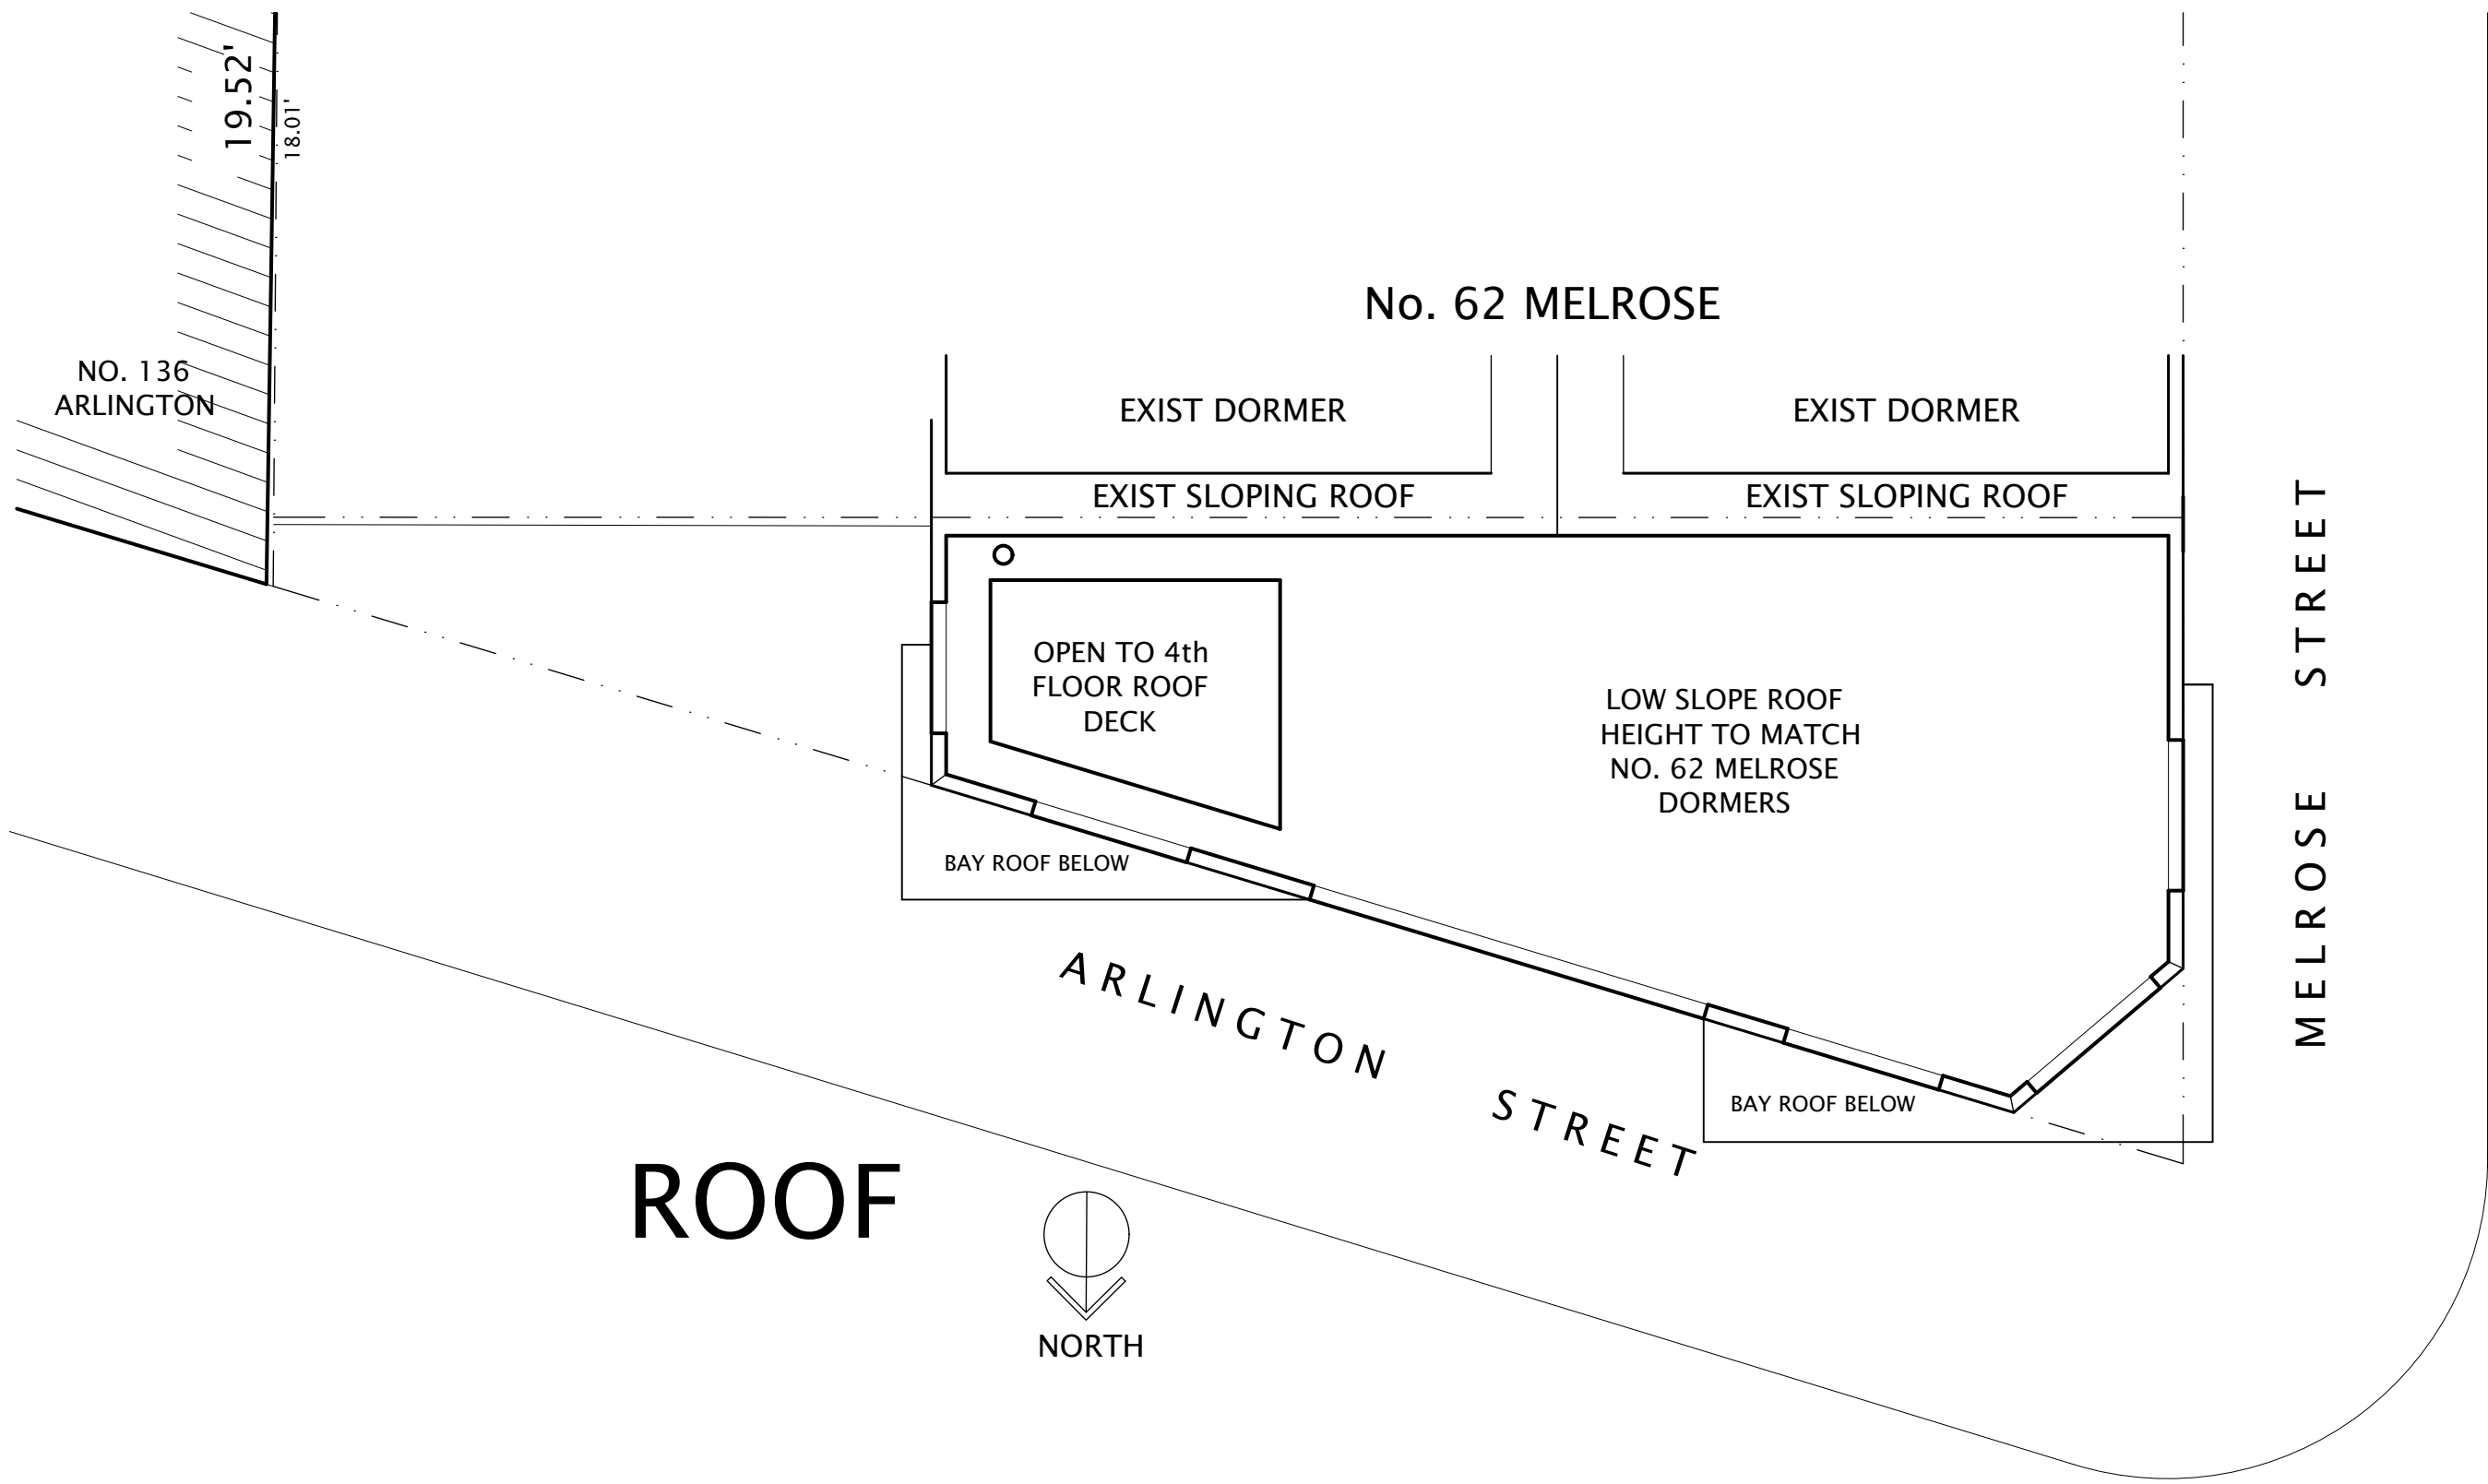 19.52'
18.01'
No. 62 MELROSE
NO. 136
ARLINGTON
EXIST DORMER
EXIST DORMER
EXIST SLOPING ROOF
EXIST SLOPING ROOF
OPEN TO 4th
FLOOR ROOF
DECK
LOW SLOPE ROOF
HEIGHT TO MATCH
NO. 62 MELROSE
DORMERS
MELROSE STREET
BAY ROOF BELOW
ARLINGTON STREET
BAY ROOF BELOW
ROOF
NORTH